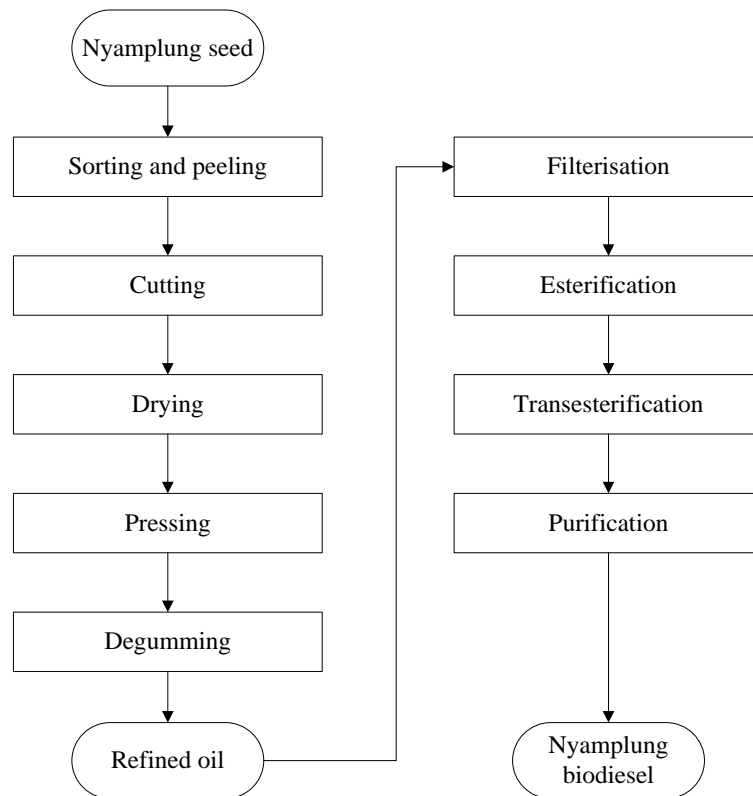 Nyamplung seed
Sorting and peeling
Cutting
Drying
Pressing
Degumming
Refined oil
Filterisation
Esterification
Transesterification
Purification
Nyamplung
biodiesel